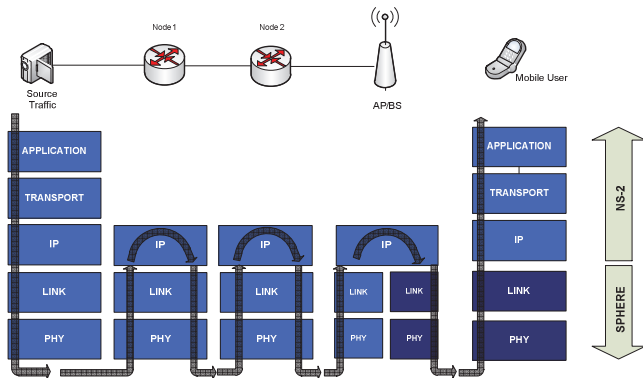 Node 1
Node 2
Source
Traffic
AP/BS
Mobile User
APPLICATION
TRANSPORT
IP
LINK
PHY
IP
LINK
PHY
IP
LINK
PHY
IP
LINK
LINK
PHY
PHY
APPLICATION
TRANSPORT
IP
LINK
PHY
NS-2
SPHERE